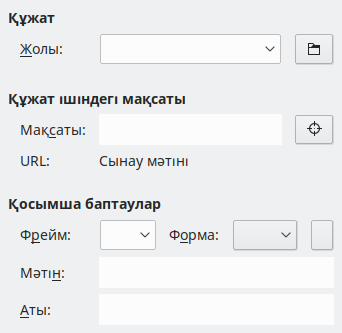 Құжат
Жолы:
Құжат ішіндегі мақсаты
Мақсаты:
URL: Сынау мәтіні
Қосымша баптаулар
Фрейм: Форма:
Мәтін:
Аты: